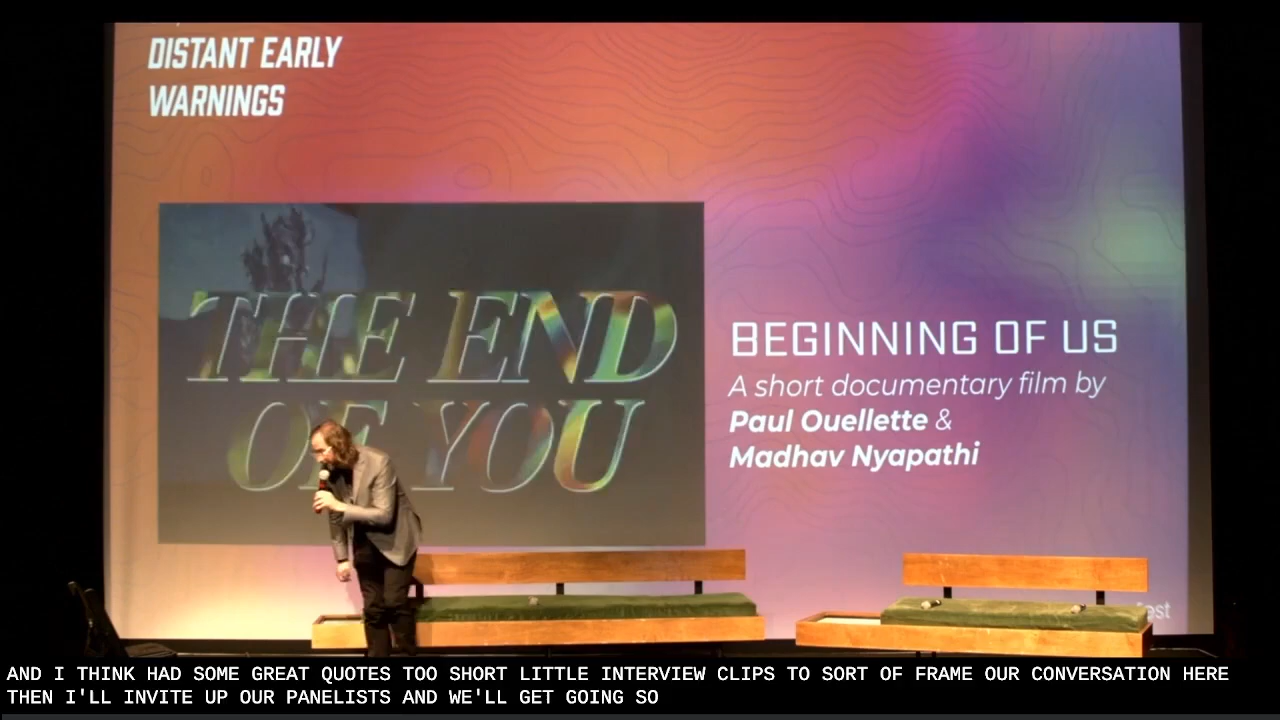 DISTANT EARLY
WARNINGS
THE END
OF YOU
BEGINNING OF US
A short documentary film by
Paul Ouellette &
Madhav Nyapathi
AND I THINK HAD SOME GREAT QUOTES TOO SHORT LITTLE INTERVIEW CLIPS TO SORT OF FRAME OUR CONVERSATION HERE
THEN I'LL INVITE UP OUR PANELISTS AND WE'LL GET GOING SO